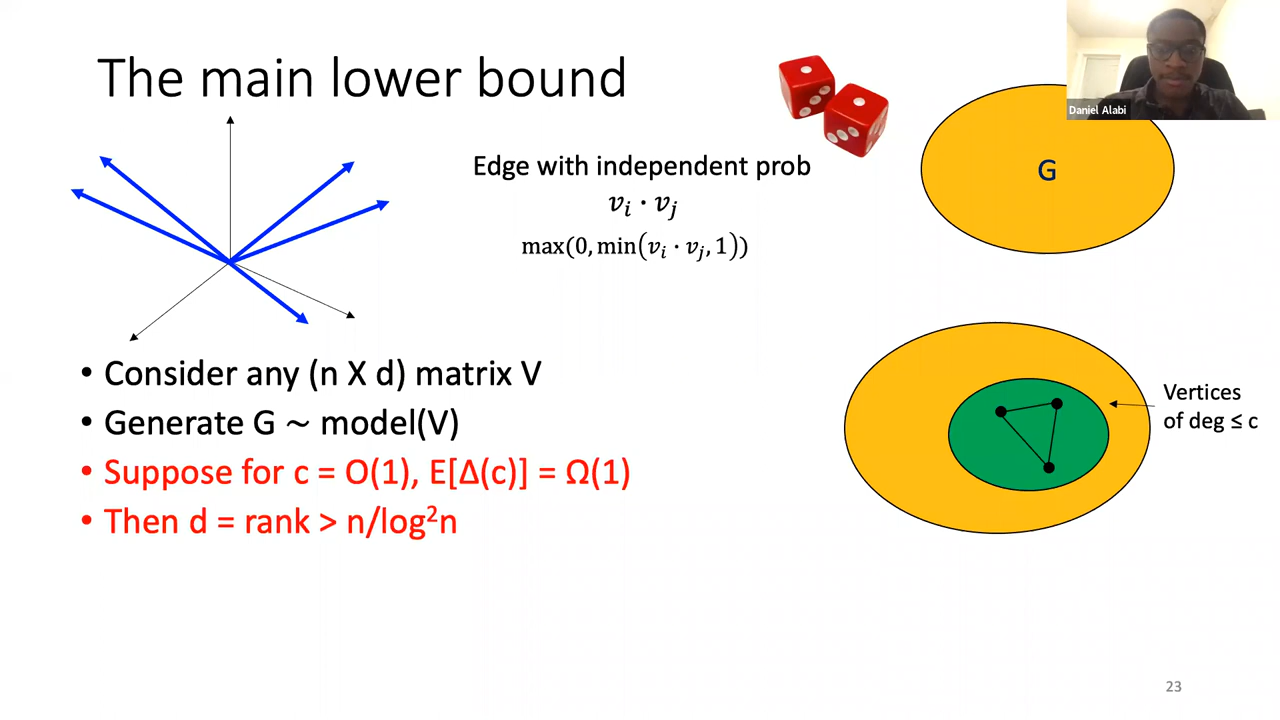 The main lower bound
Daniel Alabi
Edge with independent prob
𝒗ᵢ · 𝒗ⱼ
max(0, min(𝑣ᵢ · 𝑣ⱼ, 1))
G
• Consider any (n X d) matrix V
• Generate G ~ model(V)
• Suppose for c = O(1), E[Δ(c)] = Ω(1)
• Then d = rank > n/log²n
Vertices
of deg ≤ c
23